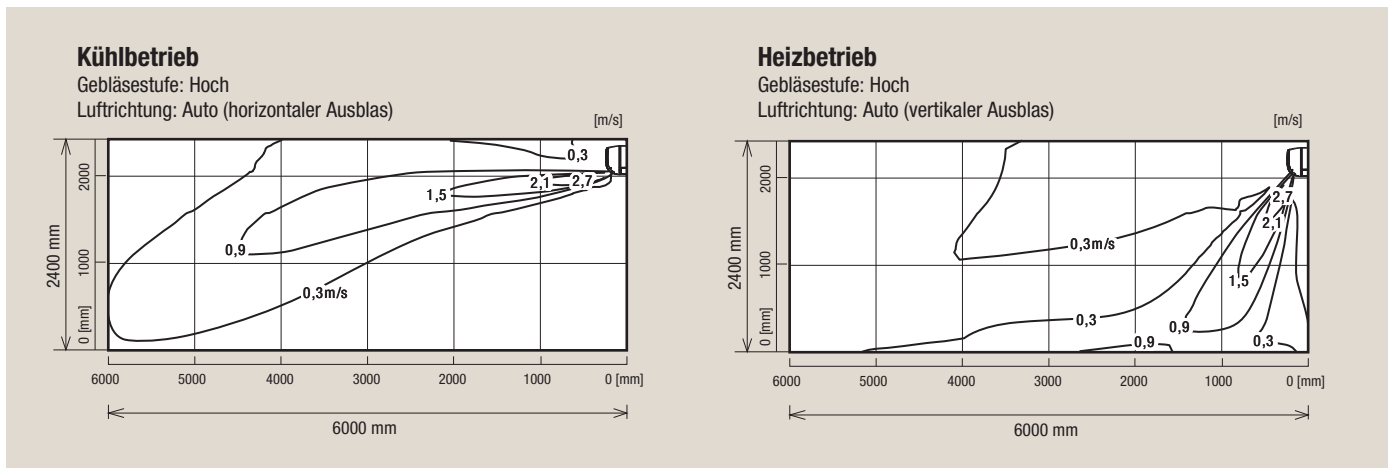 Kühlbetrieb
Gebläsestufe: Hoch
Luftrichtung: Auto (horizontaler Ausblas)
[m/s]
0,3
2,1
2,7
1,5
0,9
0,3m/s
2400 mm
2000
1000
0 [mm]
6000 5000 4000 3000 2000 1000 0 [mm]
6000 mm
Heizbetrieb
Gebläsestufe: Hoch
Luftrichtung: Auto (vertikaler Ausblas)
[m/s]
2,7
2,1
0,3m/s
1,5
0,3
0,9
0,9
0,3
2400 mm
2000
1000
0 [mm]
6000 5000 4000 3000 2000 1000 0 [mm]
6000 mm